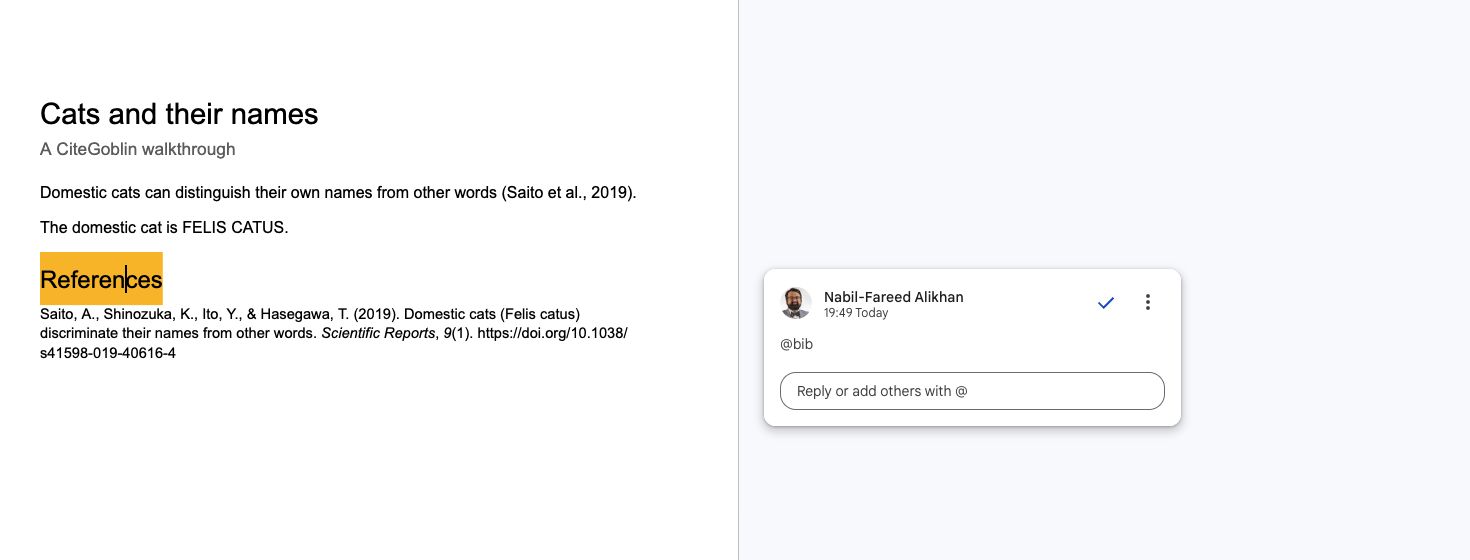 Cats and their names
A CiteGoblin walkthrough
Domestic cats can distinguish their own names from other words (Saito et al., 2019).
The domestic cat is FELIS CATUS.
References
Saito, A., Shinozuka, K., Ito, Y., & Hasegawa, T. (2019). Domestic cats (Felis catus)
discriminate their names from other words. Scientific Reports, 9(1). https://doi.org/10.1038/
s41598-019-40616-4
Nabil-Fareed Alikhan
19:49 Today
@bib
Reply or add others with @